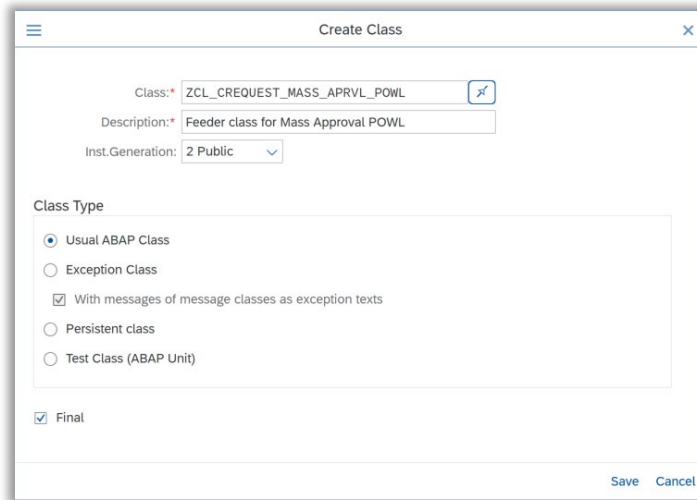 Create Class
Class:* ZCL_CREQUEST_MASS_APRVL_POWL
Description:* Feeder class for Mass Approval POWL
Inst.Generation: 2 Public
Class Type
Usual ABAP Class
Exception Class
With messages of message classes as exception texts
Persistent class
Test Class (ABAP Unit)
Final
Save Cancel